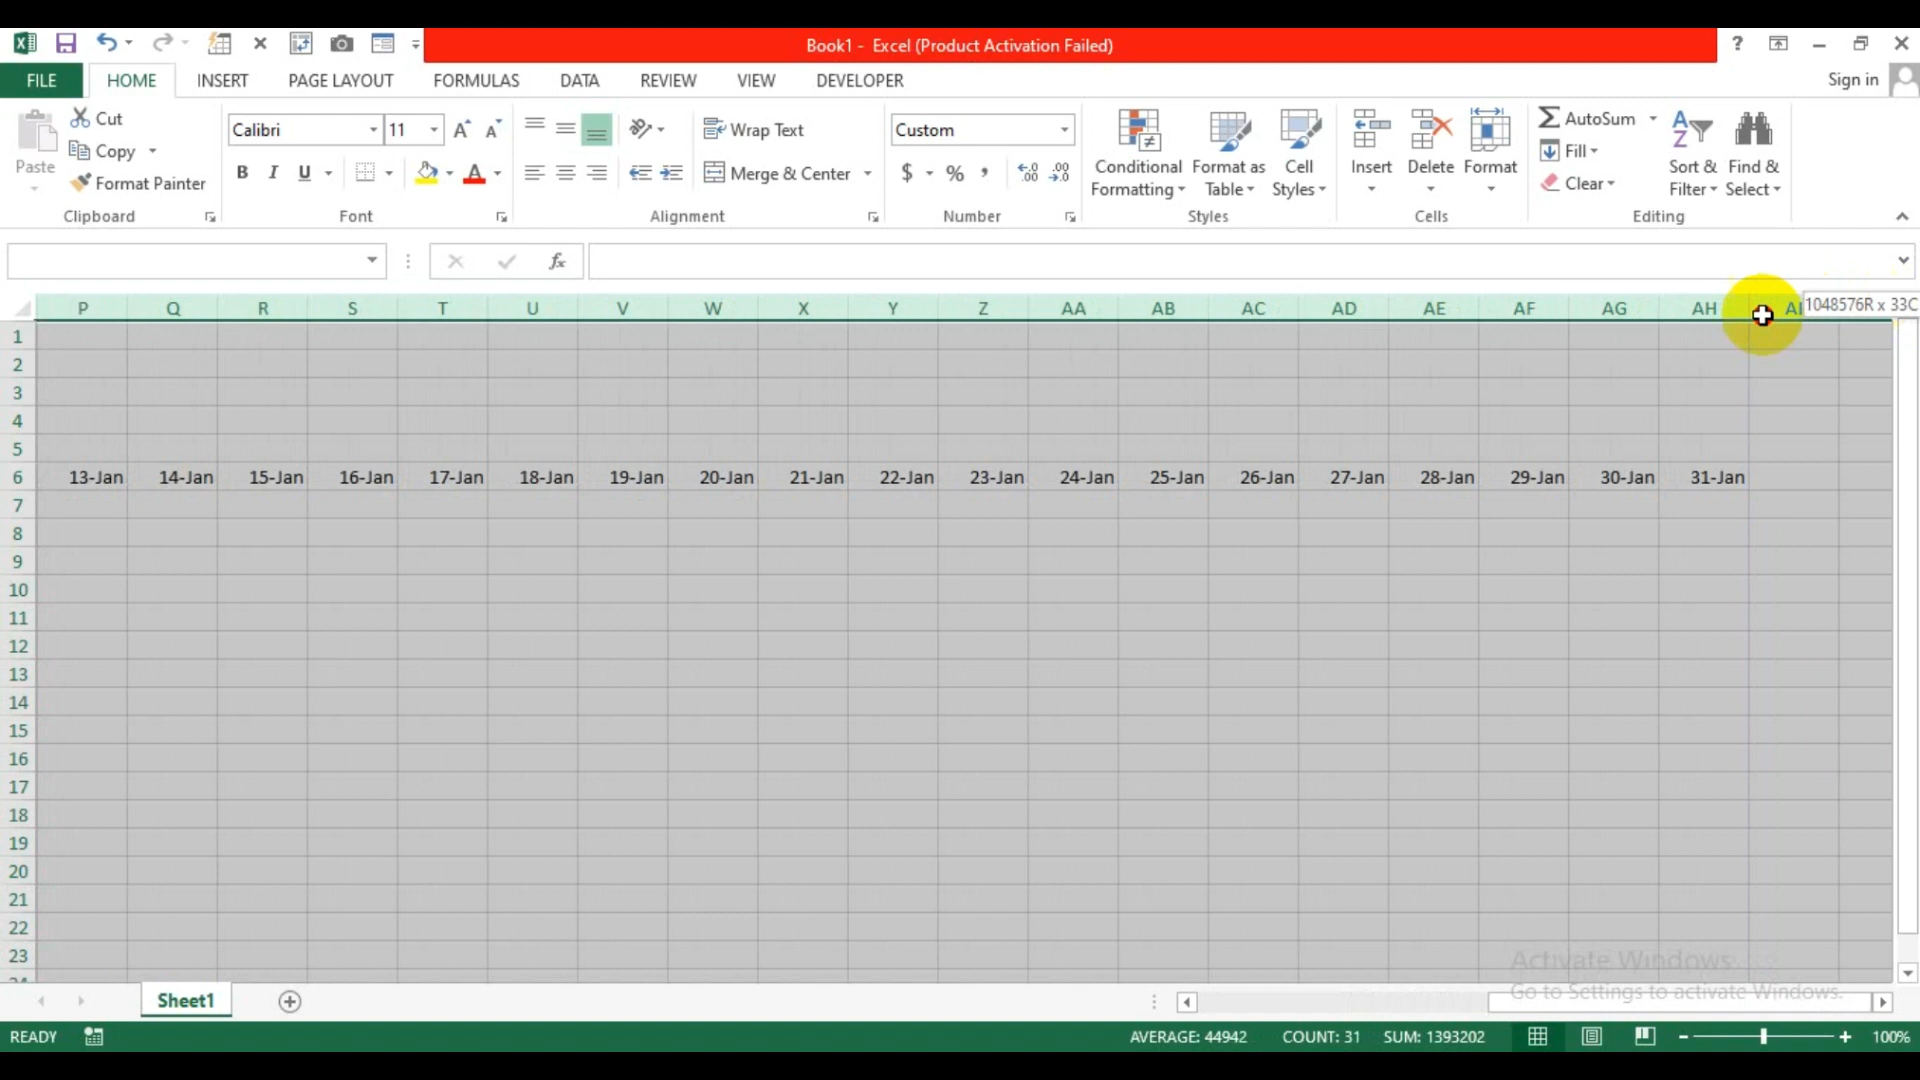 Book1 - Excel (Product Activation Failed)
?
FILE HOME INSERT PAGE LAYOUT FORMULAS DATA REVIEW VIEW DEVELOPER Sign in
Paste
Cut
Copy
Format Painter
Clipboard
Calibri 11
B I U A
Font
Wrap Text
Merge & Center
Alignment
Custom
$ % ,
Number
Conditional Formatting
Format as Table
Cell Styles
Styles
Insert Delete Format
Cells
AutoSum
Fill
Clear
Sort & Filter
Find & Select
Editing
fx
P Q R S T U V W X Y Z AA AB AC AD AE AF AG AH
1048576R x 33C
1
2
3
4
5
6 13-Jan 14-Jan 15-Jan 16-Jan 17-Jan 18-Jan 19-Jan 20-Jan 21-Jan 22-Jan 23-Jan 24-Jan 25-Jan 26-Jan 27-Jan 28-Jan 29-Jan 30-Jan 31-Jan
7
8
9
10
11
12
13
14
15
16
17
18
19
20
21
22
23
Activate Windows
Go to Settings to activate Windows.
Sheet1
READY AVERAGE: 44942 COUNT: 31 SUM: 1393202 100%